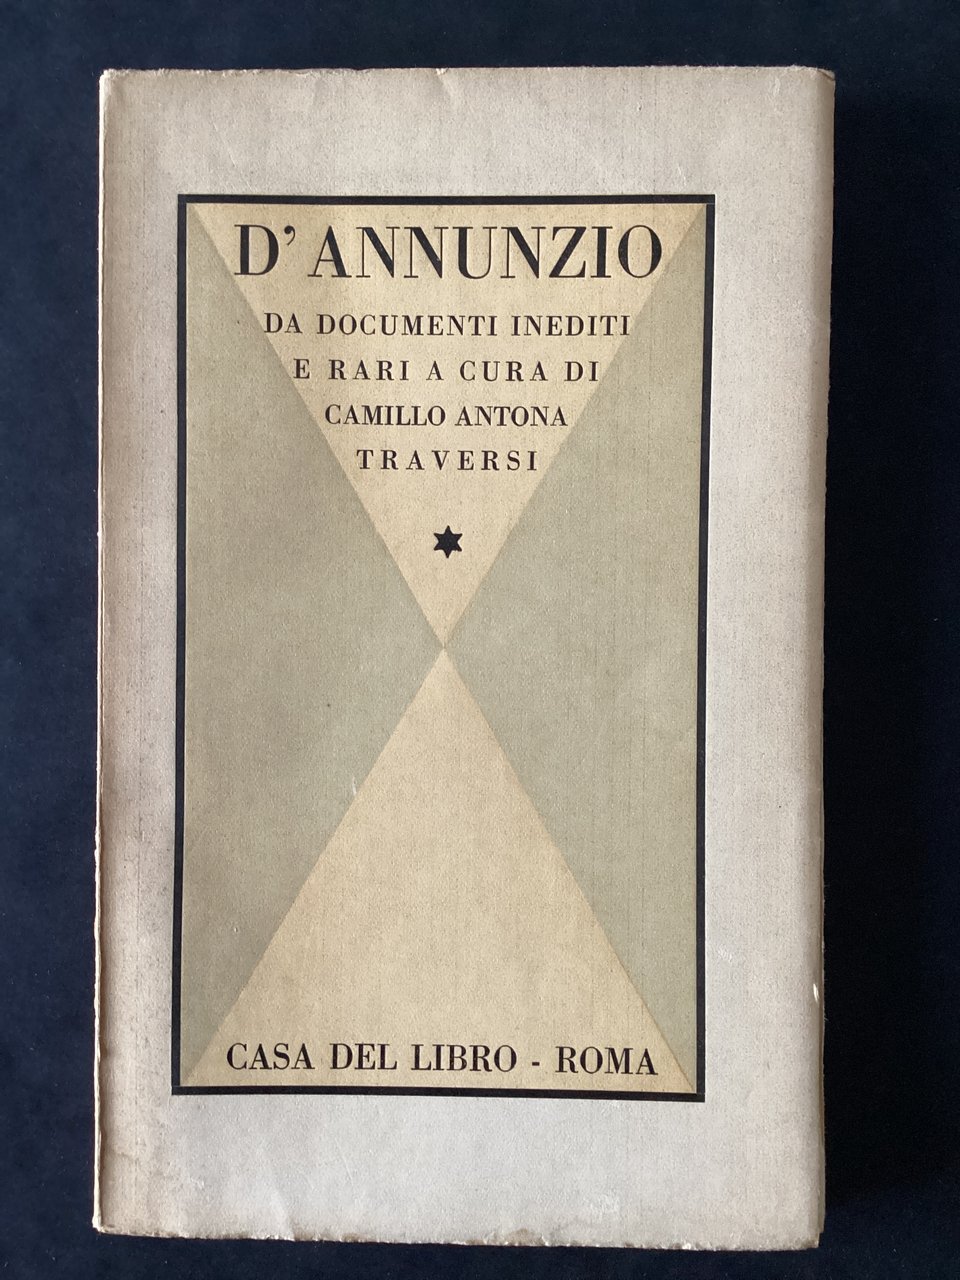 D'ANNUNZIO
DA DOCUMENTI INEDITI
E RARI A CURA DI
CAMILLO ANTONA
TRAVERSI
CASA DEL LIBRO - ROMA